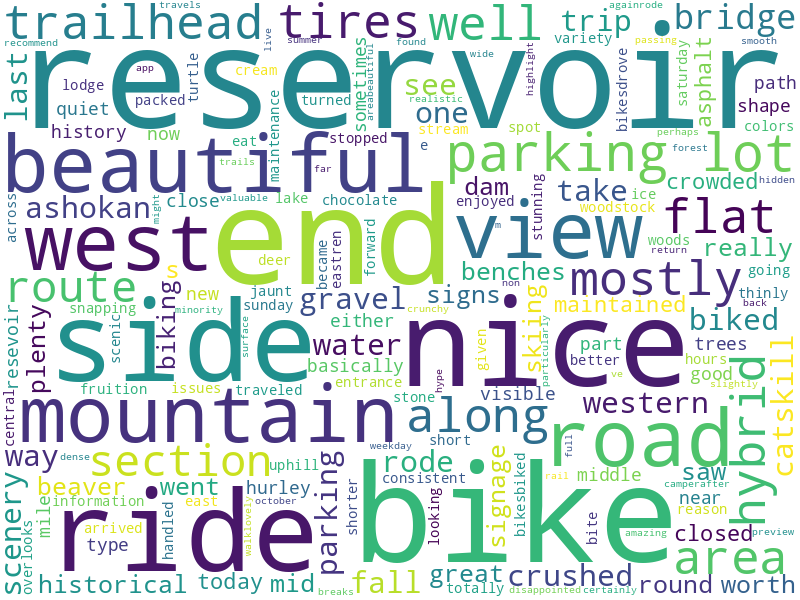 travels
againrode
trailhead
tires
well
trip
bridge
recommend
reservoir
last
lodge
packed
app
turtle
cream
live
summer
areabeautiful
sometimes
found
see
one
wide
highlight
bikesdrove
variety
passing
saturday
smooth
asphalt
path
shape
colors
quiet
turned
history
now
eat
maintenance
stopped
e
stream
realistic
spot
perhaps
forest
beautiful
trails
far
parking lot
across
ashokan
close
might
valuable
lake
chocolate
dam
enjoyed
stunning
take
woodstock
crowded
ice
hidden
west
end
deer
became
eastren
forward
view
m
flat
woods
return
really
going
route
s
new
jaunt
sunday
gravel
signs
benches
skiing
mostly
maintained
back
thinly
snapping
minority
biking
either
non
crunchy
biked
resevoir
scenic
plenty
side
surface
water
basically
nice
given
particularly
part
better
trees
hours
good
slightly
catskill
fruition
issues
traveled
entrance
hype
visible
ve
central
mountain
stone
along
western
hybrid
short
road
full
way
dense
section
uphill
weekday
consistent
rode
signage
middle
rail
saw
camperafter
near
reason
closed
preview
scenery
overlooks
mile
beaver
information
went
hurley
parking
shorter
looking
bikesbiked
bike
amazing
area
arrived
east
type
handled
walklovely
october
ride
bite
historical
today
mid
breaks
fall
great
totally
crushed
disappointed
certainly
round
worth